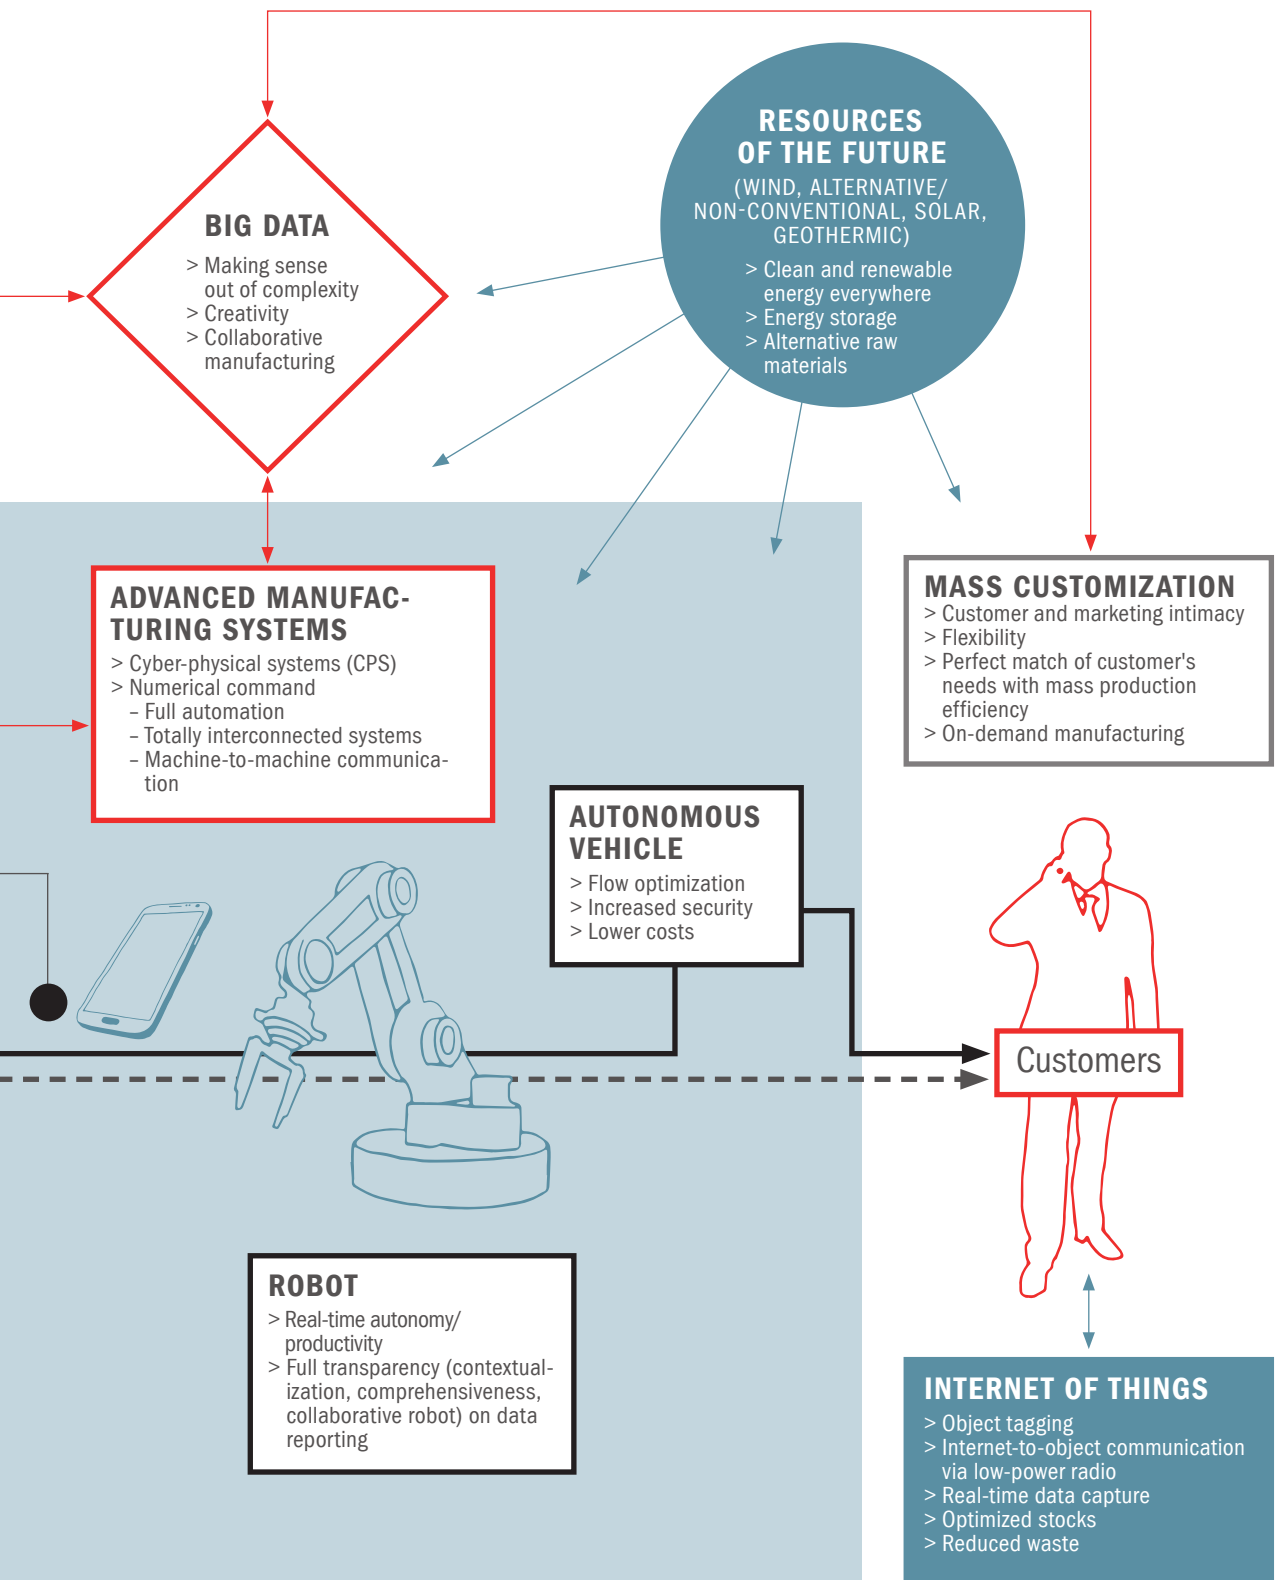 RESOURCES
OF THE FUTURE
(WIND, ALTERNATIVE/
NON-CONVENTIONAL, SOLAR,
GEOTHERMIC)
> Clean and renewable
energy everywhere
> Energy storage
> Alternative raw
materials
BIG DATA
> Making sense
out of complexity
> Creativity
> Collaborative
manufacturing
ADVANCED MANUFAC-
TURING SYSTEMS
> Cyber-physical systems (CPS)
> Numerical command
– Full automation
– Totally interconnected systems
– Machine-to-machine communica-
tion
MASS CUSTOMIZATION
> Customer and marketing intimacy
> Flexibility
> Perfect match of customer's
needs with mass production
efficiency
> On-demand manufacturing
AUTONOMOUS
VEHICLE
> Flow optimization
> Increased security
> Lower costs
Customers
ROBOT
> Real-time autonomy/
productivity
> Full transparency (contextual-
ization, comprehensiveness,
collaborative robot) on data
reporting
INTERNET OF THINGS
> Object tagging
> Internet-to-object communication
via low-power radio
> Real-time data capture
> Optimized stocks
> Reduced waste